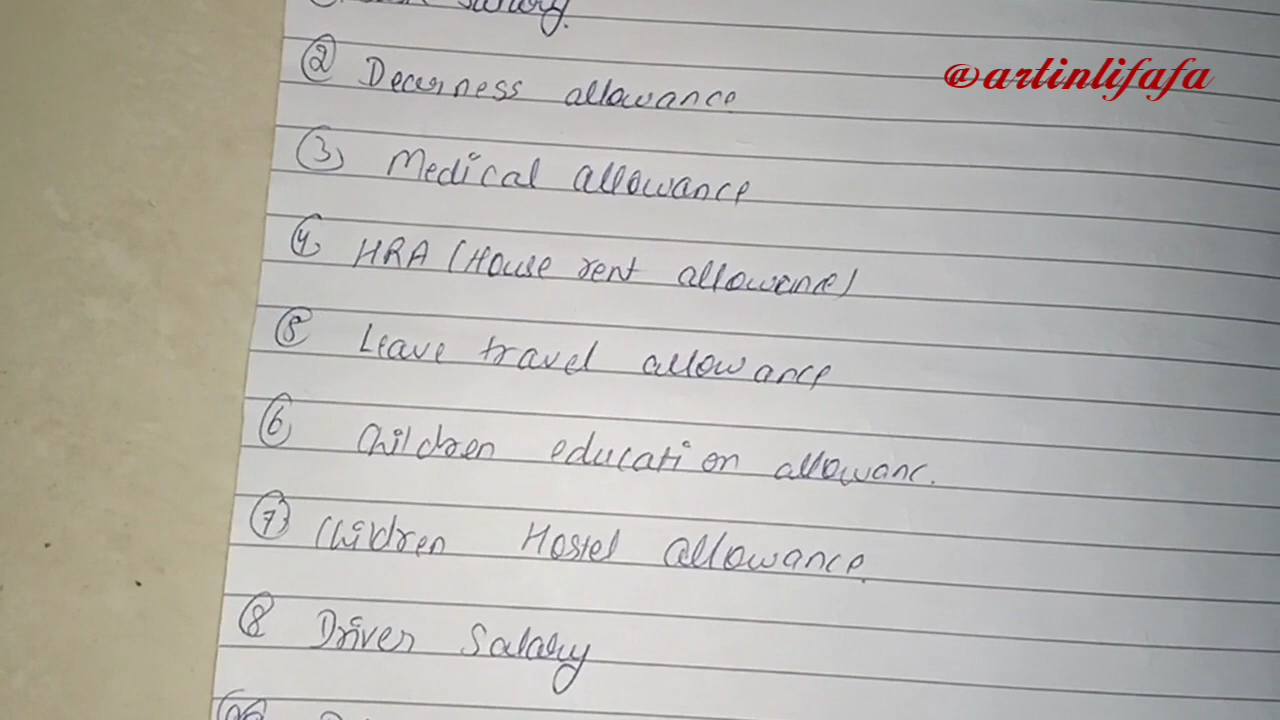 salary.
@artinlifafa
② Dearness allowance
③ Medical allowance
④ HRA (House rent allowance)
⑤ Leave travel allowance
⑥ Children education allowanc.
⑦ Children Hostel allowance.
⑧ Driver Salary